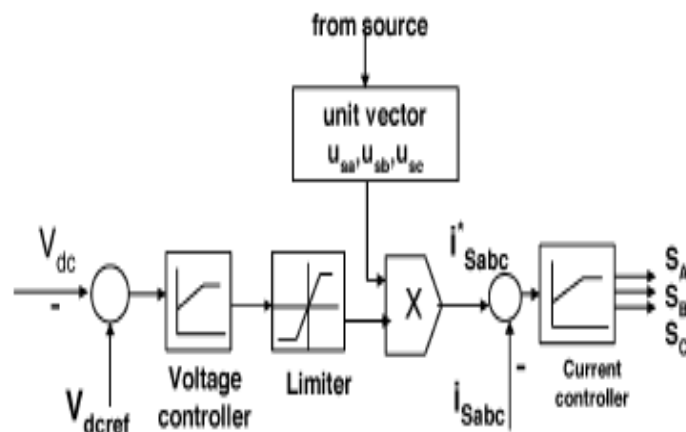 from source
unit vector
u_sa, u_sb, u_sc
V_dc
-
V_dcref
Voltage
controller
Limiter
X
i*_Sabc
-
i_Sabc
Current
controller
S_A
S_B
S_C